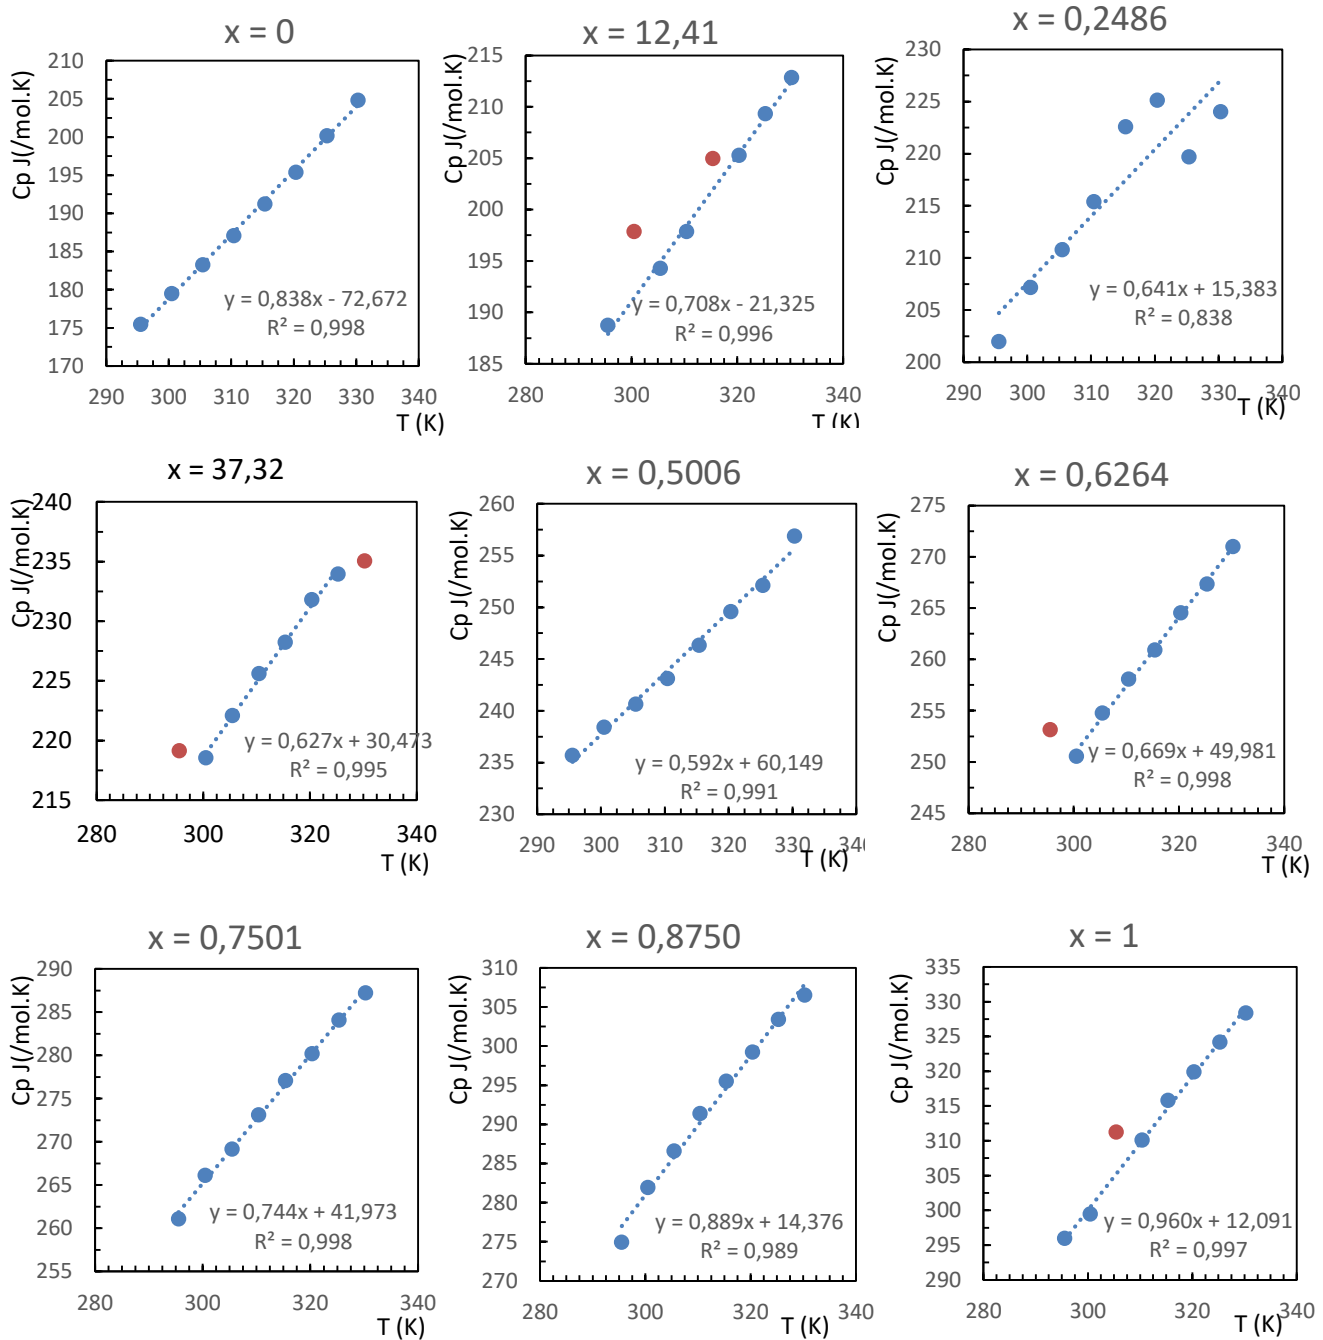 x = 0
Cp J(/mol.K)
210
205
200
195
190
185
180
175
170
y = 0,838x - 72,672
R² = 0,998
290 300 310 320 330 340
T (K)
x = 12,41
Cp J(/mol.K)
215
210
205
200
195
190
185
y = 0,708x - 21,325
R² = 0,996
280 300 320 340
T (K)
x = 0,2486
Cp J(/mol.K)
230
225
220
215
210
205
200
y = 0,641x + 15,383
R² = 0,838
290 300 310 320 330 340
T (K)
x = 37,32
Cp J(/mol.K)
240
235
230
225
220
215
y = 0,627x + 30,473
R² = 0,995
280 300 320 340
T (K)
x = 0,5006
Cp J(/mol.K)
260
255
250
245
240
235
230
y = 0,592x + 60,149
R² = 0,991
290 300 310 320 330 340
T (K)
x = 0,6264
Cp J(/mol.K)
275
270
265
260
255
250
245
y = 0,669x + 49,981
R² = 0,998
280 300 320 340
T (K)
x = 0,7501
Cp J(/mol.K)
290
285
280
275
270
265
260
255
y = 0,744x + 41,973
R² = 0,998
280 300 320 340
T (K)
x = 0,8750
Cp J(/mol.K)
310
305
300
295
290
285
280
275
270
y = 0,889x + 14,376
R² = 0,989
280 300 320 340
T (K)
x = 1
Cp J(/mol.K)
335
330
325
320
315
310
305
300
295
290
y = 0,960x + 12,091
R² = 0,997
280 300 320 340
T (K)